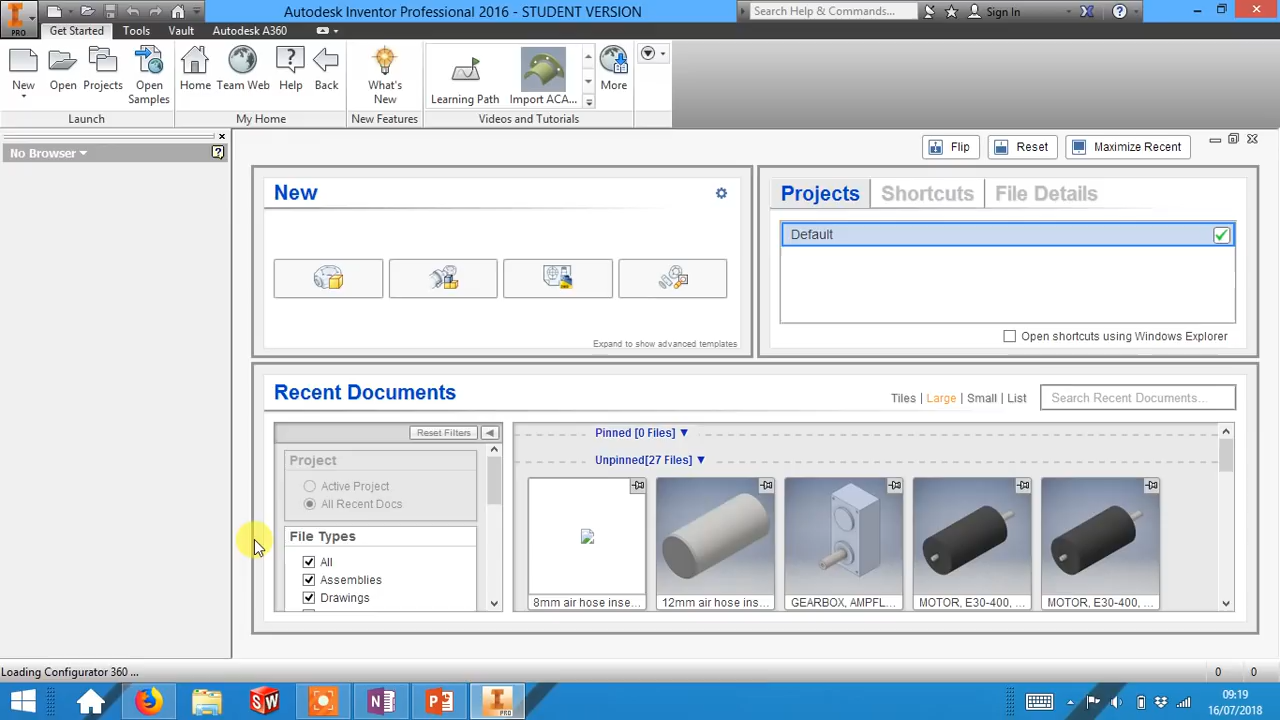 Autodesk Inventor Professional 2016 - STUDENT VERSION
Search Help & Commands...
Sign In
PRO
Get Started Tools Vault Autodesk A360
New Open Projects Open Samples
Home Team Web Help Back
What's New
Learning Path Import ACA... More
Launch My Home New Features Videos and Tutorials
No Browser
Flip Reset Maximize Recent
New
Expand to show advanced templates
Projects Shortcuts File Details
Default
Open shortcuts using Windows Explorer
Recent Documents
Tiles | Large | Small | List
Search Recent Documents...
Reset Filters
Project
Active Project
All Recent Docs
File Types
All
Assemblies
Drawings
Pinned [0 Files]
Unpinned[27 Files]
8mm air hose inse... 12mm air hose ins... GEARBOX, AMPFL... MOTOR, E30-400, ... MOTOR, E30-400, ...
Loading Configurator 360 ...
0 0
SW
PRO
09:19
16/07/2018